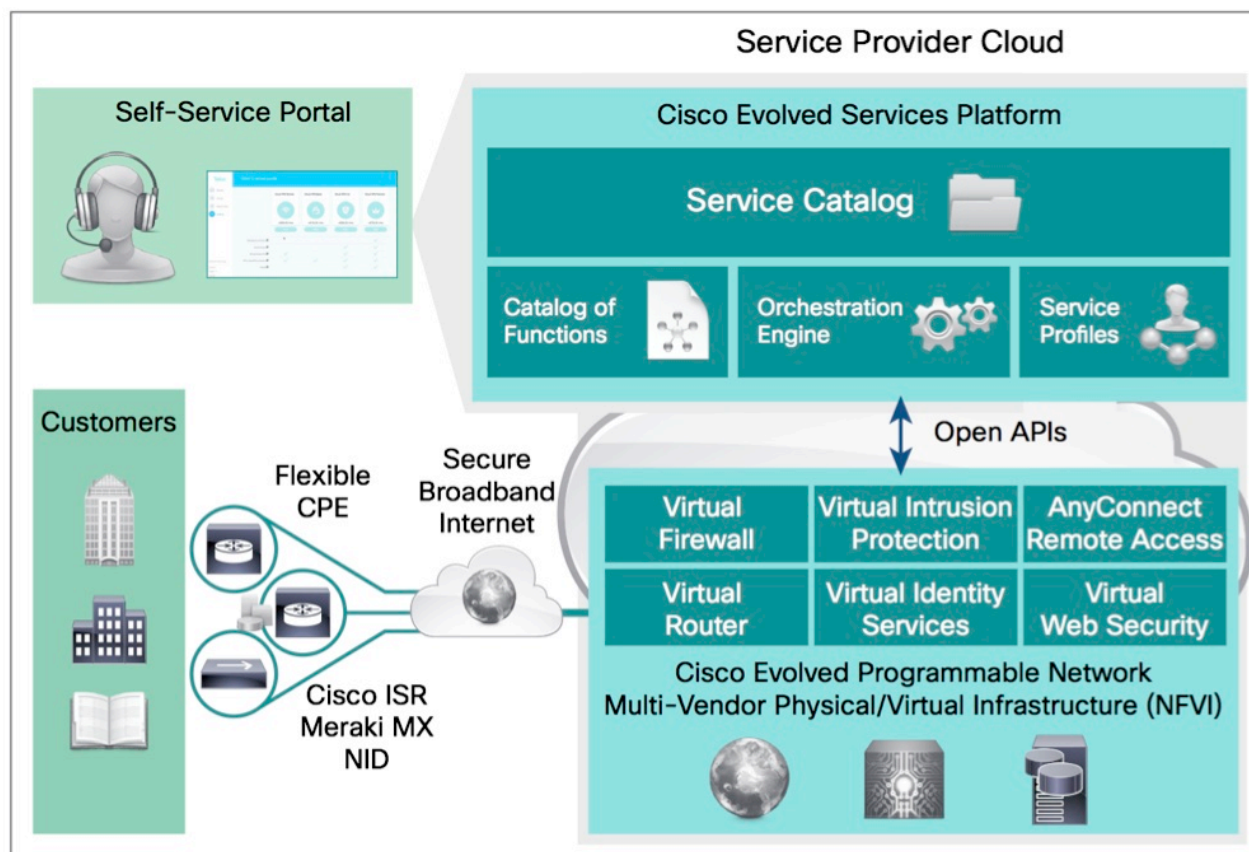 Service Provider Cloud
Self-Service Portal
Cisco Evolved Services Platform
Service Catalog
Catalog of
Functions
Orchestration
Engine
Service
Profiles
Customers
Flexible
CPE
Secure
Broadband
Internet
Open APIs
Cisco ISR
Meraki MX
NID
Virtual
Firewall
Virtual Intrusion
Protection
AnyConnect
Remote Access
Virtual
Router
Virtual Identity
Services
Virtual
Web Security
Cisco Evolved Programmable Network
Multi-Vendor Physical/Virtual Infrastructure (NFVI)